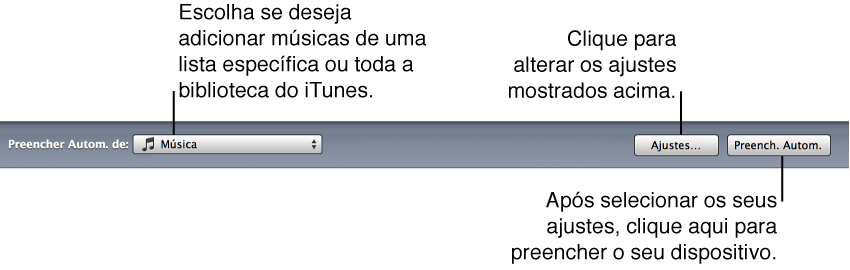 Escolha se deseja
adicionar músicas de uma
lista específica ou toda a
biblioteca do iTunes.
Clique para
alterar os ajustes
mostrados acima.
Preencher Autom. de: Música Ajustes... Preench. Autom.
Após selecionar os seus
ajustes, clique aqui para
preencher o seu dispositivo.